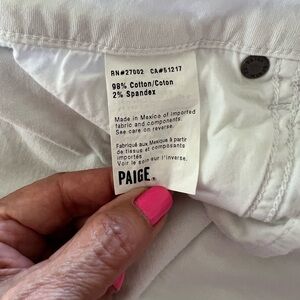 RN#27002 CA#51217
98% Cotton/Coton
2% Spandex
Made in Mexico of imported
fabric and components.
See care on reverse.
Fabriqué aux Mexique à partir
de tissus et composants
importés
Voir le soin sur l'inverse.
PAIGE.